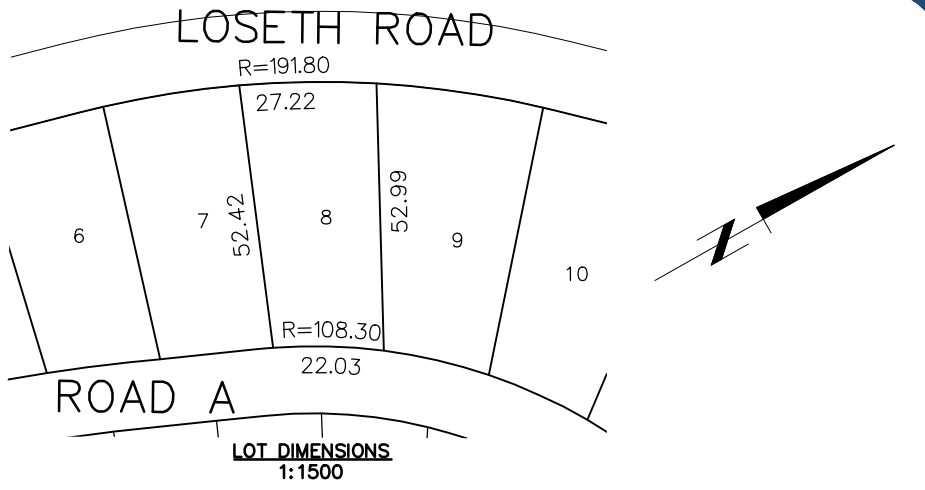 LOSETH ROAD
R=191.80
27.22
52.42
52.99
6
7
8
9
10
R=108.30
22.03
ROAD A
N
LOT DIMENSIONS
1:1500